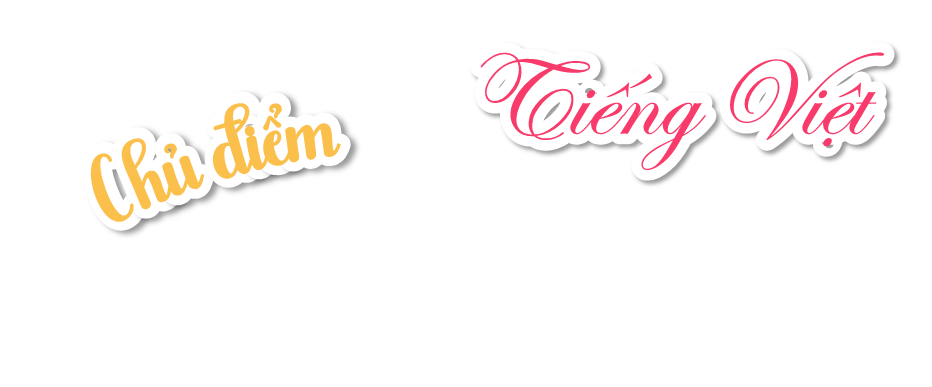 Chủ điểm
Tiếng Việt